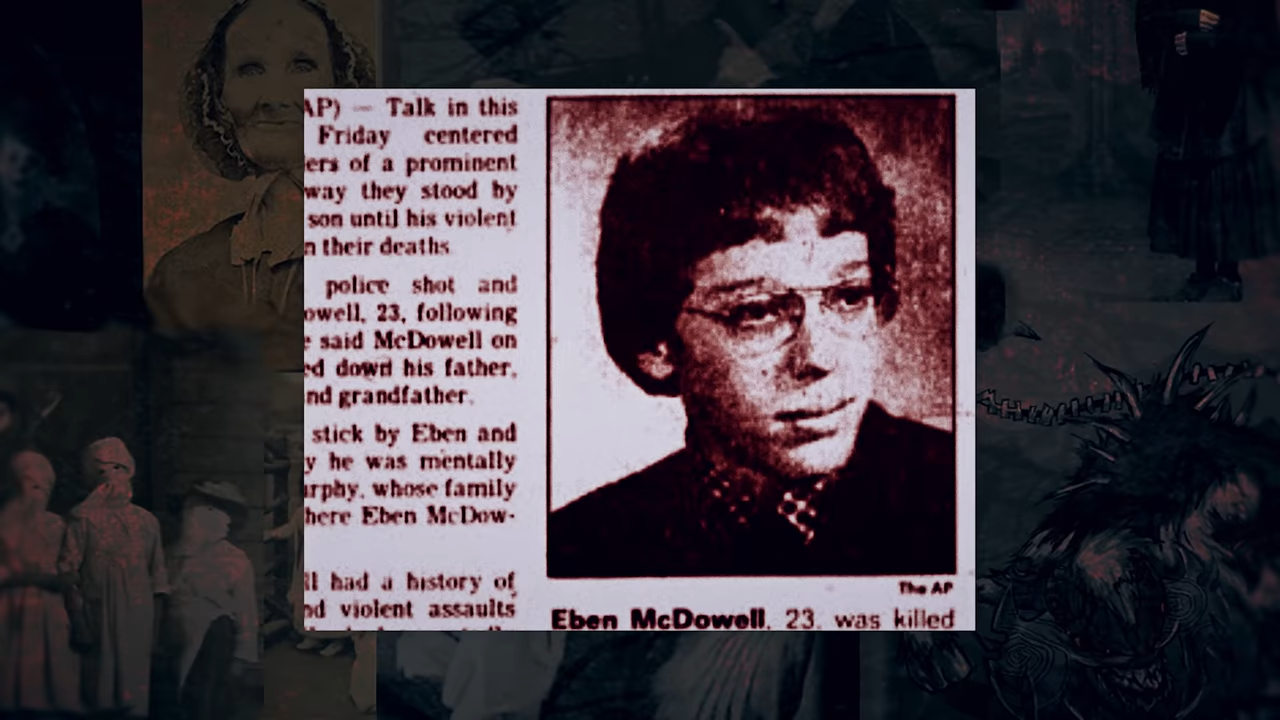 AP) — Talk in this
Friday centered
ers of a prominent
way they stood by
son until his violent
n their deaths.
police shot and
owell, 23, following
e said McDowell on
ed down his father,
nd grandfather.
stick by Eben and
y he was mentally
urphy, whose family
here Eben McDow-
ll had a history of
nd violent assaults
The AP
Eben McDowell, 23, was killed